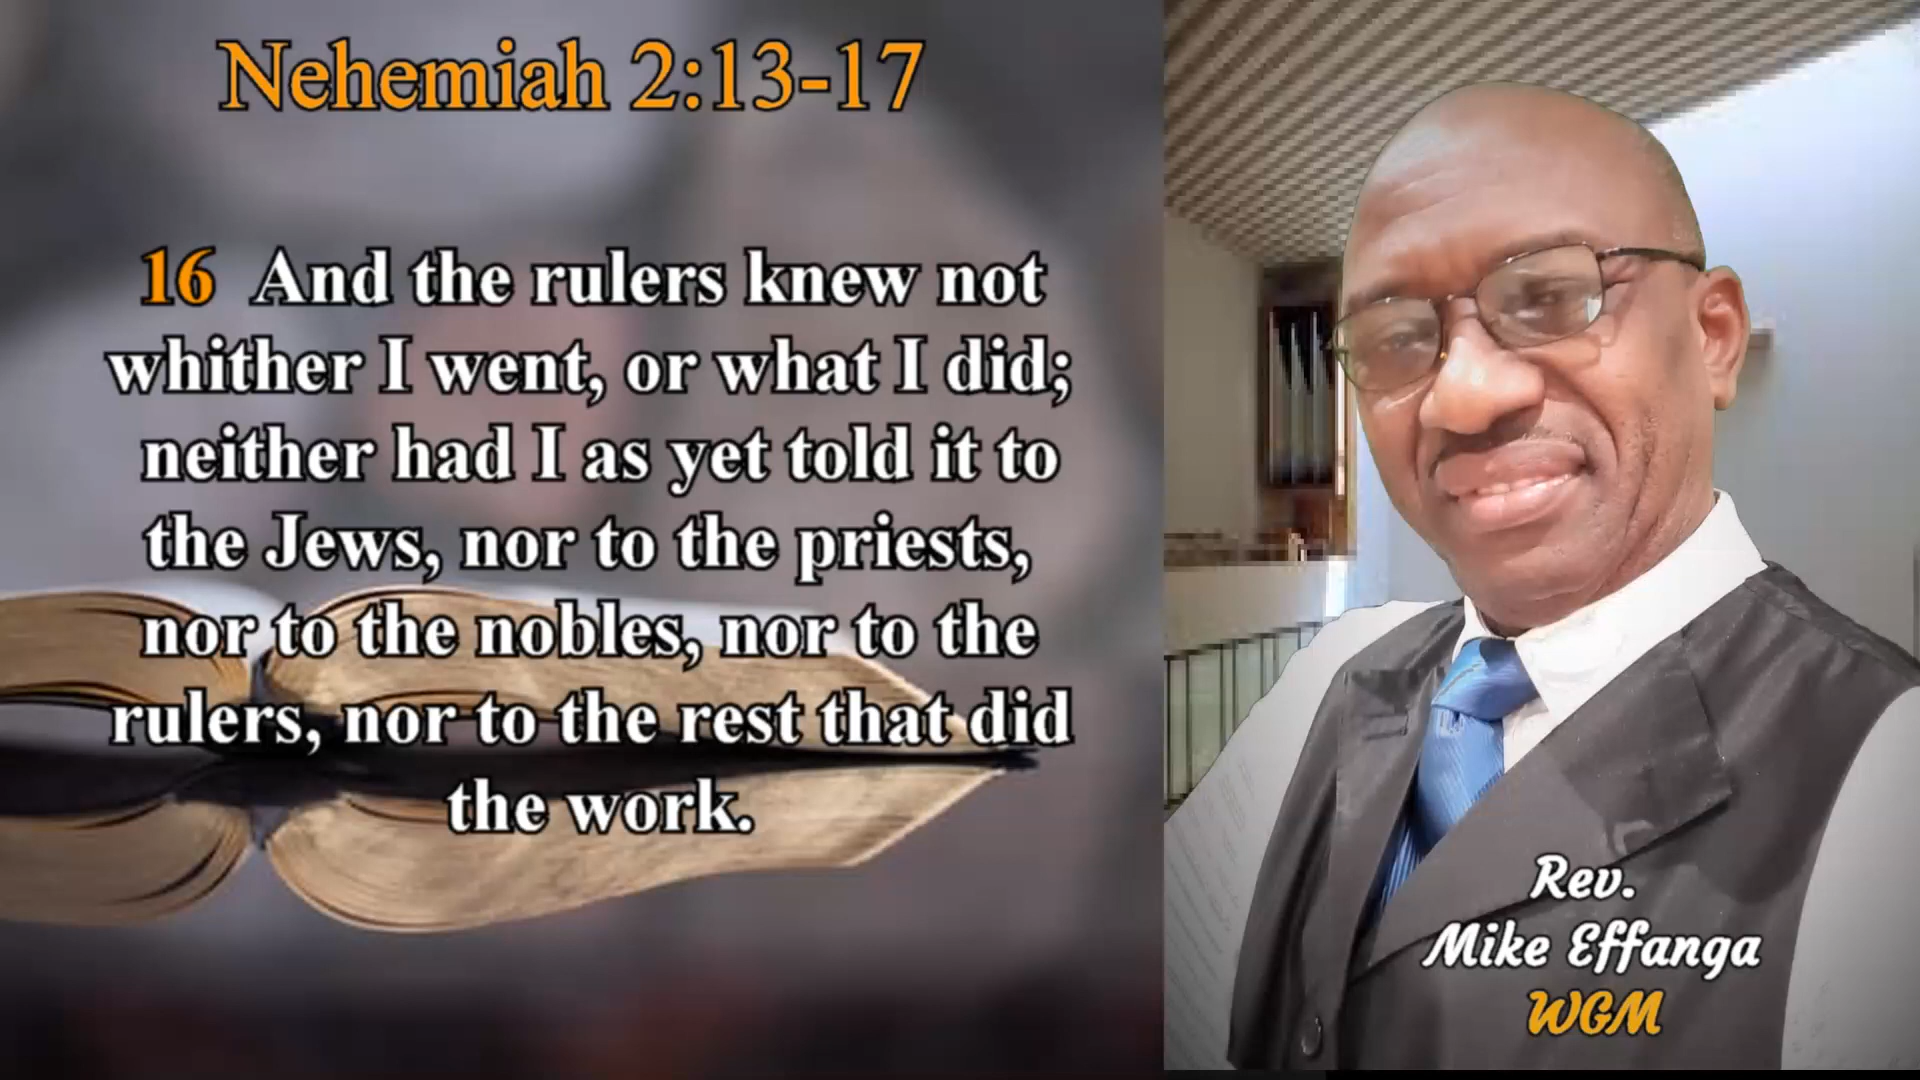 Nehemiah 2:13-17
16 And the rulers knew not
whither I went, or what I did;
neither had I as yet told it to
the Jews, nor to the priests,
nor to the nobles, nor to the
rulers, nor to the rest that did
the work.
Rev.
Mike Effanga
WGM